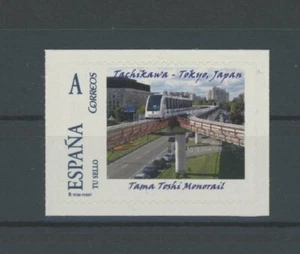 A
CORREOS
ESPAÑA
TU SELLO
Tachikawa - Tokyo, Japan
Tama Toshi Monorail